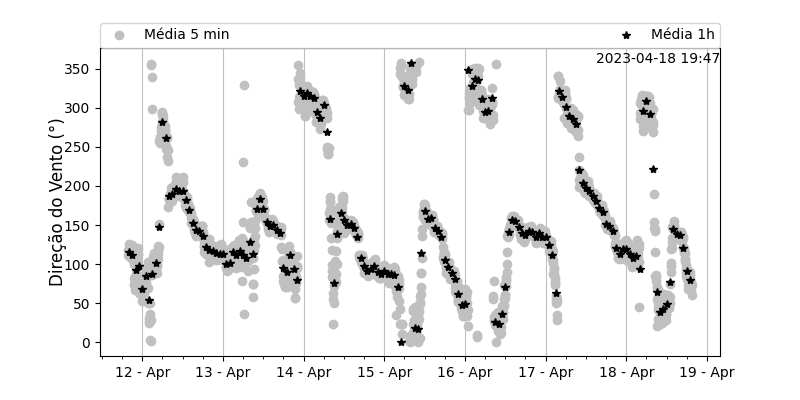 Média 5 min
Média 1h
2023-04-18 19:47
Direção do Vento (°)
350
300
250
200
150
100
50
0
12 - Apr
13 - Apr
14 - Apr
15 - Apr
16 - Apr
17 - Apr
18 - Apr
19 - Apr